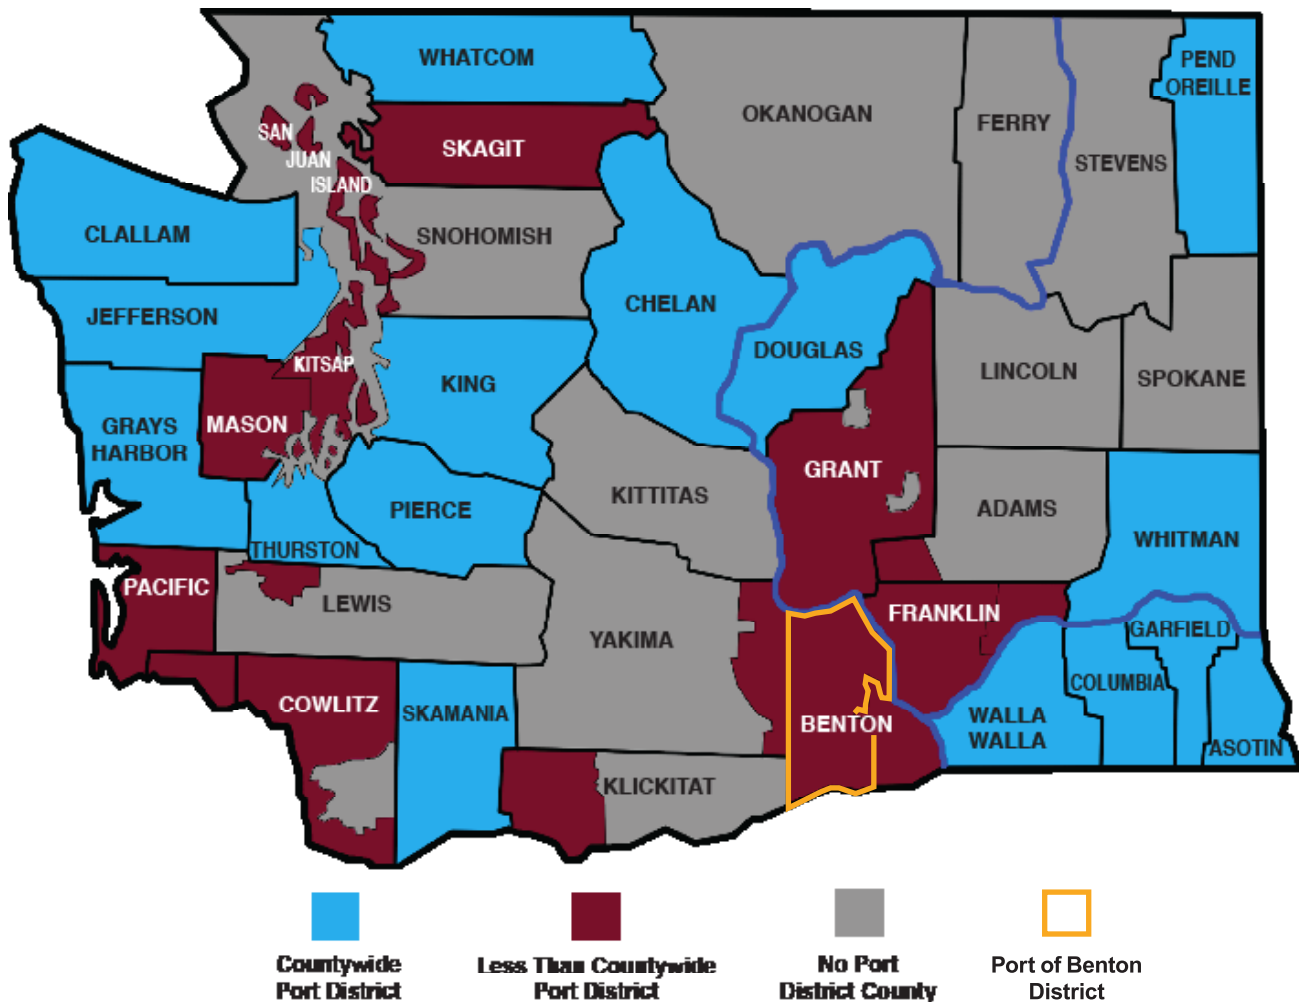 WHATCOM
PEND
OREILLE
OKANOGAN
FERRY
SAN
JUAN
ISLAND
SKAGIT
STEVENS
CLALLAM
SNOHOMISH
CHELAN
JEFFERSON
DOUGLAS
KITSAP
KING
LINCOLN
SPOKANE
GRAYS
HARBOR
MASON
GRANT
KITTITAS
PIERCE
ADAMS
WHITMAN
THURSTON
PACIFIC
LEWIS
FRANKLIN
YAKIMA
GARFIELD
COLUMBIA
COWLITZ
SKAMANIA
BENTON
WALLA
WALLA
ASOTIN
KLICKITAT
Countywide
Port District
Less Than Countywide
Port District
No Port
District County
Port of Benton
District